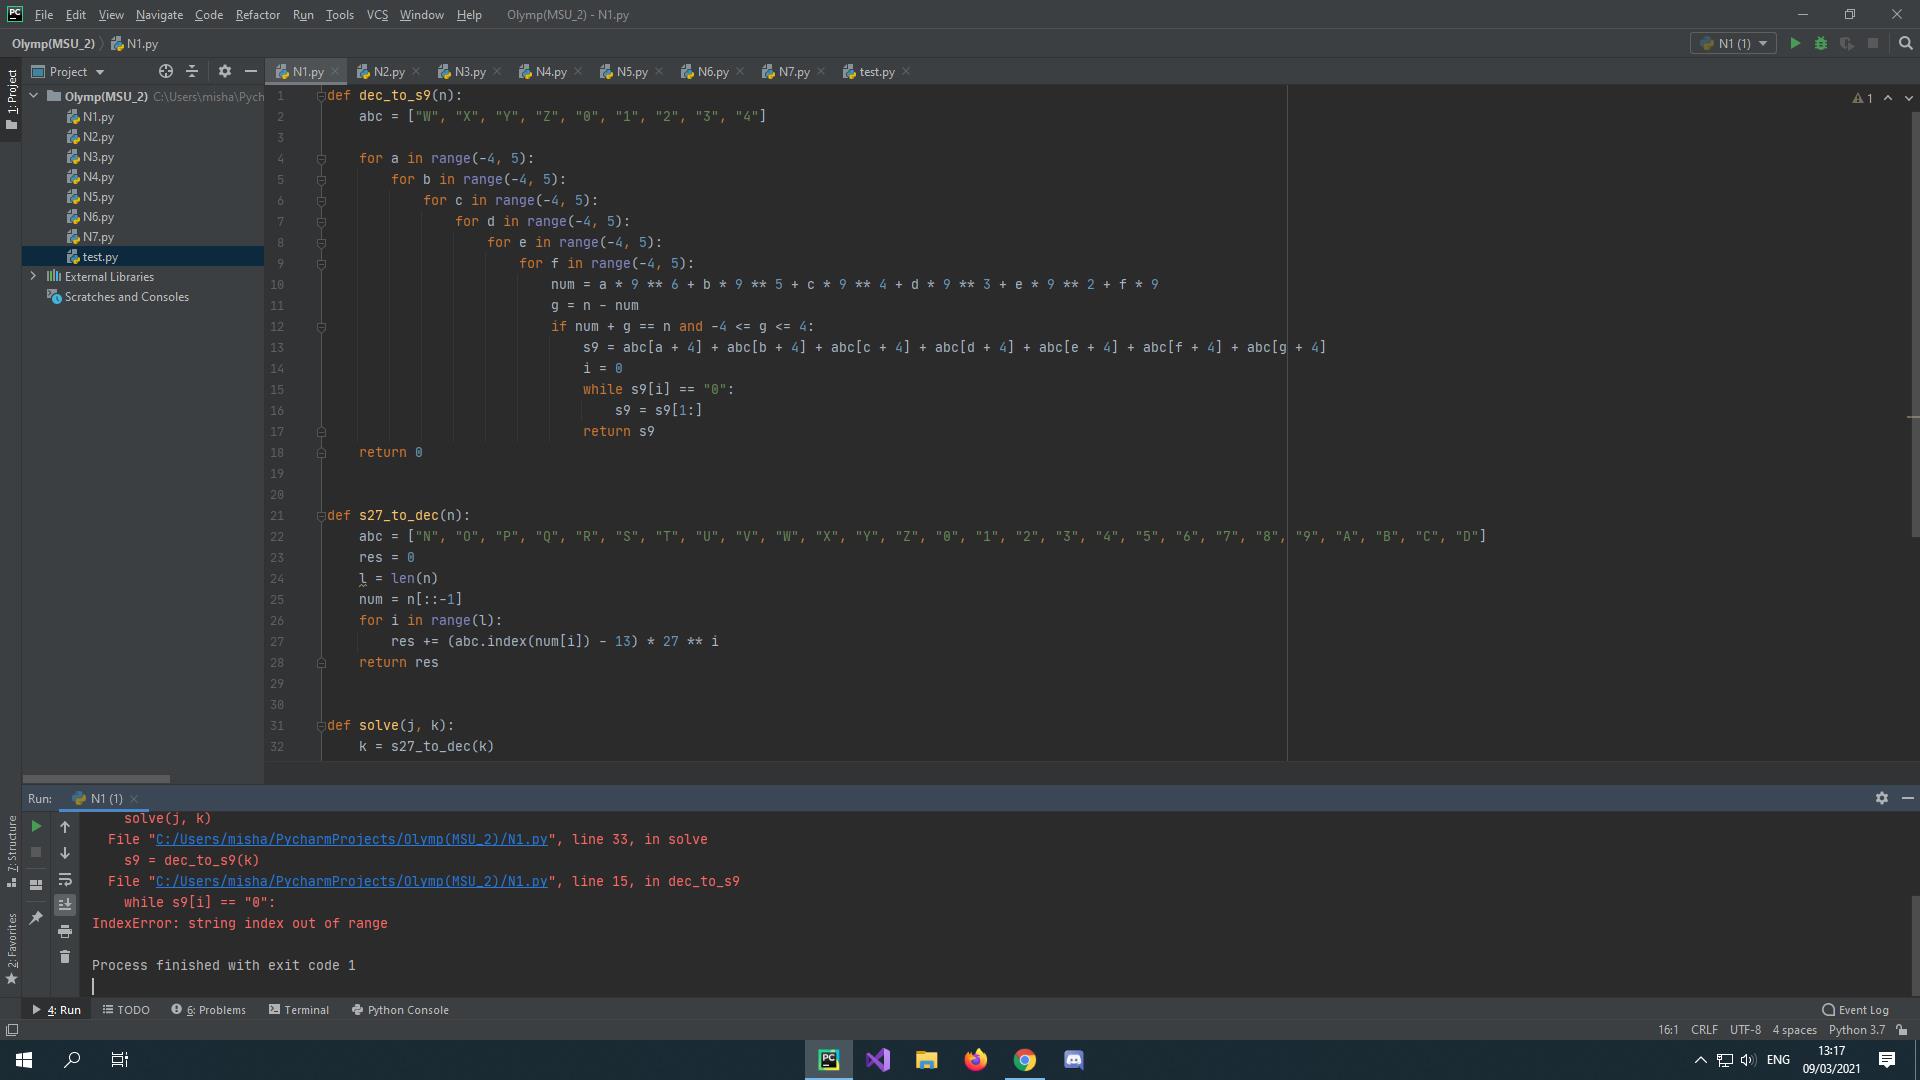 PC File Edit View Navigate Code Refactor Run Tools VCS Window Help Olymp(MSU_2) - N1.py
Olymp(MSU_2) N1.py N1 (1)
1: Project
Project N1.py N2.py N3.py N4.py N5.py N6.py N7.py test.py
Olymp(MSU_2) C:\Users\misha\Pych
N1.py
N2.py
N3.py
N4.py
N5.py
N6.py
N7.py
test.py
External Libraries
Scratches and Consoles
1
1 def dec_to_s9(n):
2 abc = ["W", "X", "Y", "Z", "0", "1", "2", "3", "4"]
3
4 for a in range(-4, 5):
5 for b in range(-4, 5):
6 for c in range(-4, 5):
7 for d in range(-4, 5):
8 for e in range(-4, 5):
9 for f in range(-4, 5):
10 num = a * 9 ** 6 + b * 9 ** 5 + c * 9 ** 4 + d * 9 ** 3 + e * 9 ** 2 + f * 9
11 g = n - num
12 if num + g == n and -4 <= g <= 4:
13 s9 = abc[a + 4] + abc[b + 4] + abc[c + 4] + abc[d + 4] + abc[e + 4] + abc[f + 4] + abc[g + 4]
14 i = 0
15 while s9[i] == "0":
16 s9 = s9[1:]
17 return s9
18 return 0
19
20
21 def s27_to_dec(n):
22 abc = ["N", "O", "P", "Q", "R", "S", "T", "U", "V", "W", "X", "Y", "Z", "0", "1", "2", "3", "4", "5", "6", "7", "8", "9", "A", "B", "C", "D"]
23 res = 0
24 l = len(n)
25 num = n[::-1]
26 for i in range(l):
27 res += (abc.index(num[i]) - 13) * 27 ** i
28 return res
29
30
31 def solve(j, k):
32 k = s27_to_dec(k)
Run: N1 (1)
7: Structure
2: Favorites
solve(j, k)
File "C:/Users/misha/PycharmProjects/Olymp(MSU_2)/N1.py", line 33, in solve
s9 = dec_to_s9(k)
File "C:/Users/misha/PycharmProjects/Olymp(MSU_2)/N1.py", line 15, in dec_to_s9
while s9[i] == "0":
IndexError: string index out of range
Process finished with exit code 1
4: Run TODO 6: Problems Terminal Python Console Event Log
16:1 CRLF UTF-8 4 spaces Python 3.7
PC ENG 13:17
09/03/2021